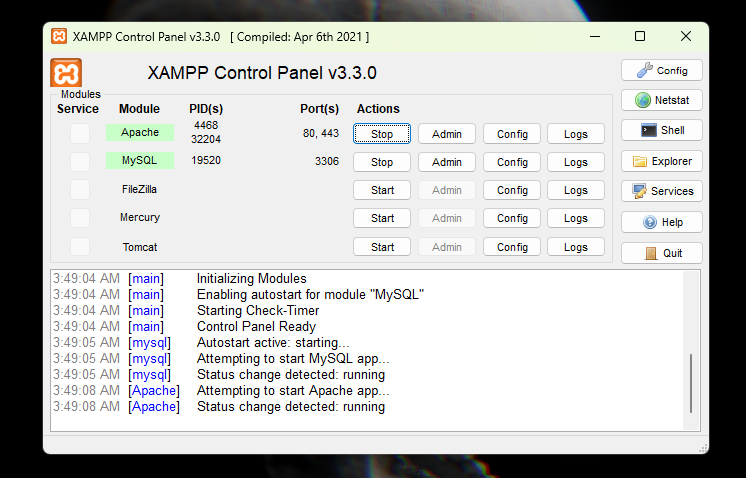 XAMPP Control Panel v3.3.0 [ Compiled: Apr 6th 2021 ]
XAMPP Control Panel v3.3.0
Config
Modules
Service Module PID(s) Port(s) Actions
Netstat
Apache 4468 32204 80, 443 Stop Admin Config Logs
Shell
MySQL 19520 3306 Stop Admin Config Logs
Explorer
FileZilla Start Admin Config Logs
Services
Mercury Start Admin Config Logs
Help
Tomcat Start Admin Config Logs
Quit
3:49:04 AM [main] Initializing Modules
3:49:04 AM [main] Enabling autostart for module "MySQL"
3:49:04 AM [main] Starting Check-Timer
3:49:04 AM [main] Control Panel Ready
3:49:05 AM [mysql] Autostart active: starting...
3:49:05 AM [mysql] Attempting to start MySQL app...
3:49:05 AM [mysql] Status change detected: running
3:49:08 AM [Apache] Attempting to start Apache app...
3:49:08 AM [Apache] Status change detected: running